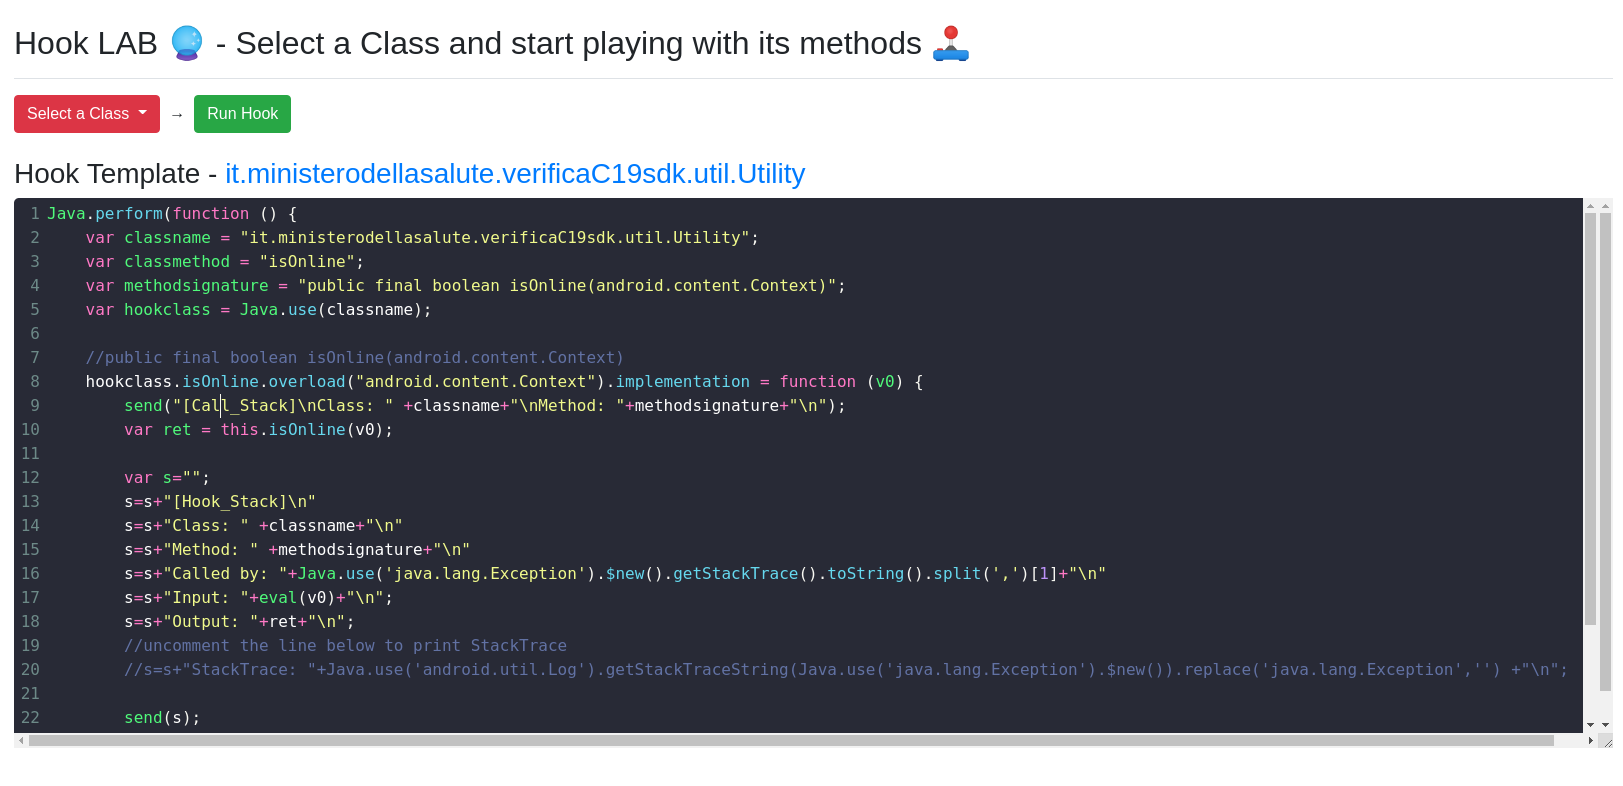 Hook LAB 🔮 - Select a Class and start playing with its methods 🕹️
Select a Class → Run Hook
Hook Template - it.ministerodellasalute.verificaC19sdk.util.Utility
1 Java.perform(function () {
2     var classname = "it.ministerodellasalute.verificaC19sdk.util.Utility";
3     var classmethod = "isOnline";
4     var methodsignature = "public final boolean isOnline(android.content.Context)";
5     var hookclass = Java.use(classname);
6
7     //public final boolean isOnline(android.content.Context)
8     hookclass.isOnline.overload("android.content.Context").implementation = function (v0) {
9         send("[Call_Stack]\nClass: " +classname+"\nMethod: "+methodsignature+"\n");
10         var ret = this.isOnline(v0);
11
12         var s="";
13         s=s+"[Hook_Stack]\n"
14         s=s+"Class: " +classname+"\n"
15         s=s+"Method: " +methodsignature+"\n"
16         s=s+"Called by: "+Java.use('java.lang.Exception').$new().getStackTrace().toString().split(',')[1]+"\n"
17         s=s+"Input: "+eval(v0)+"\n";
18         s=s+"Output: "+ret+"\n";
19         //uncomment the line below to print StackTrace
20         //s=s+"StackTrace: "+Java.use('android.util.Log').getStackTraceString(Java.use('java.lang.Exception').$new()).replace('java.lang.Exception','') +"\n";
21
22         send(s);